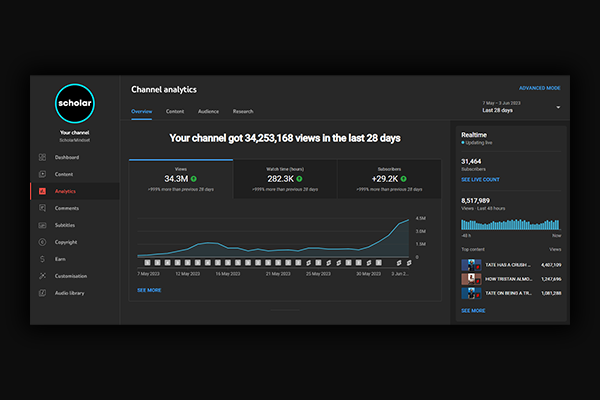 scholar
Your channel
ScholarMindset
Dashboard
Content
Analytics
Comments
Subtitles
Copyright
Earn
Customisation
Audio library
Channel analytics
ADVANCED MODE
Overview
Content
Audience
Research
7 May – 3 Jun 2023
Last 28 days
Your channel got 34,253,168 views in the last 28 days
Views
34.3M
>999% more than previous 28 days
Watch time (hours)
282.3K
>999% more than previous 28 days
Subscribers
+29.2K
>999% more than previous 28 days
4.5M
3.0M
1.5M
0
7 May 2023
12 May 2023
16 May 2023
21 May 2023
25 May 2023
30 May 2023
3 Jun 2...
SEE MORE
Realtime
Updating live
31,464
Subscribers
SEE LIVE COUNT
8,517,989
Views · Last 48 hours
-48 h
Now
Top content
Views
TATE HAS A CRUSH ...
4,407,109
HOW TRISTAN ALMO...
1,247,696
TATE ON BEING A TR...
1,081,288
SEE MORE